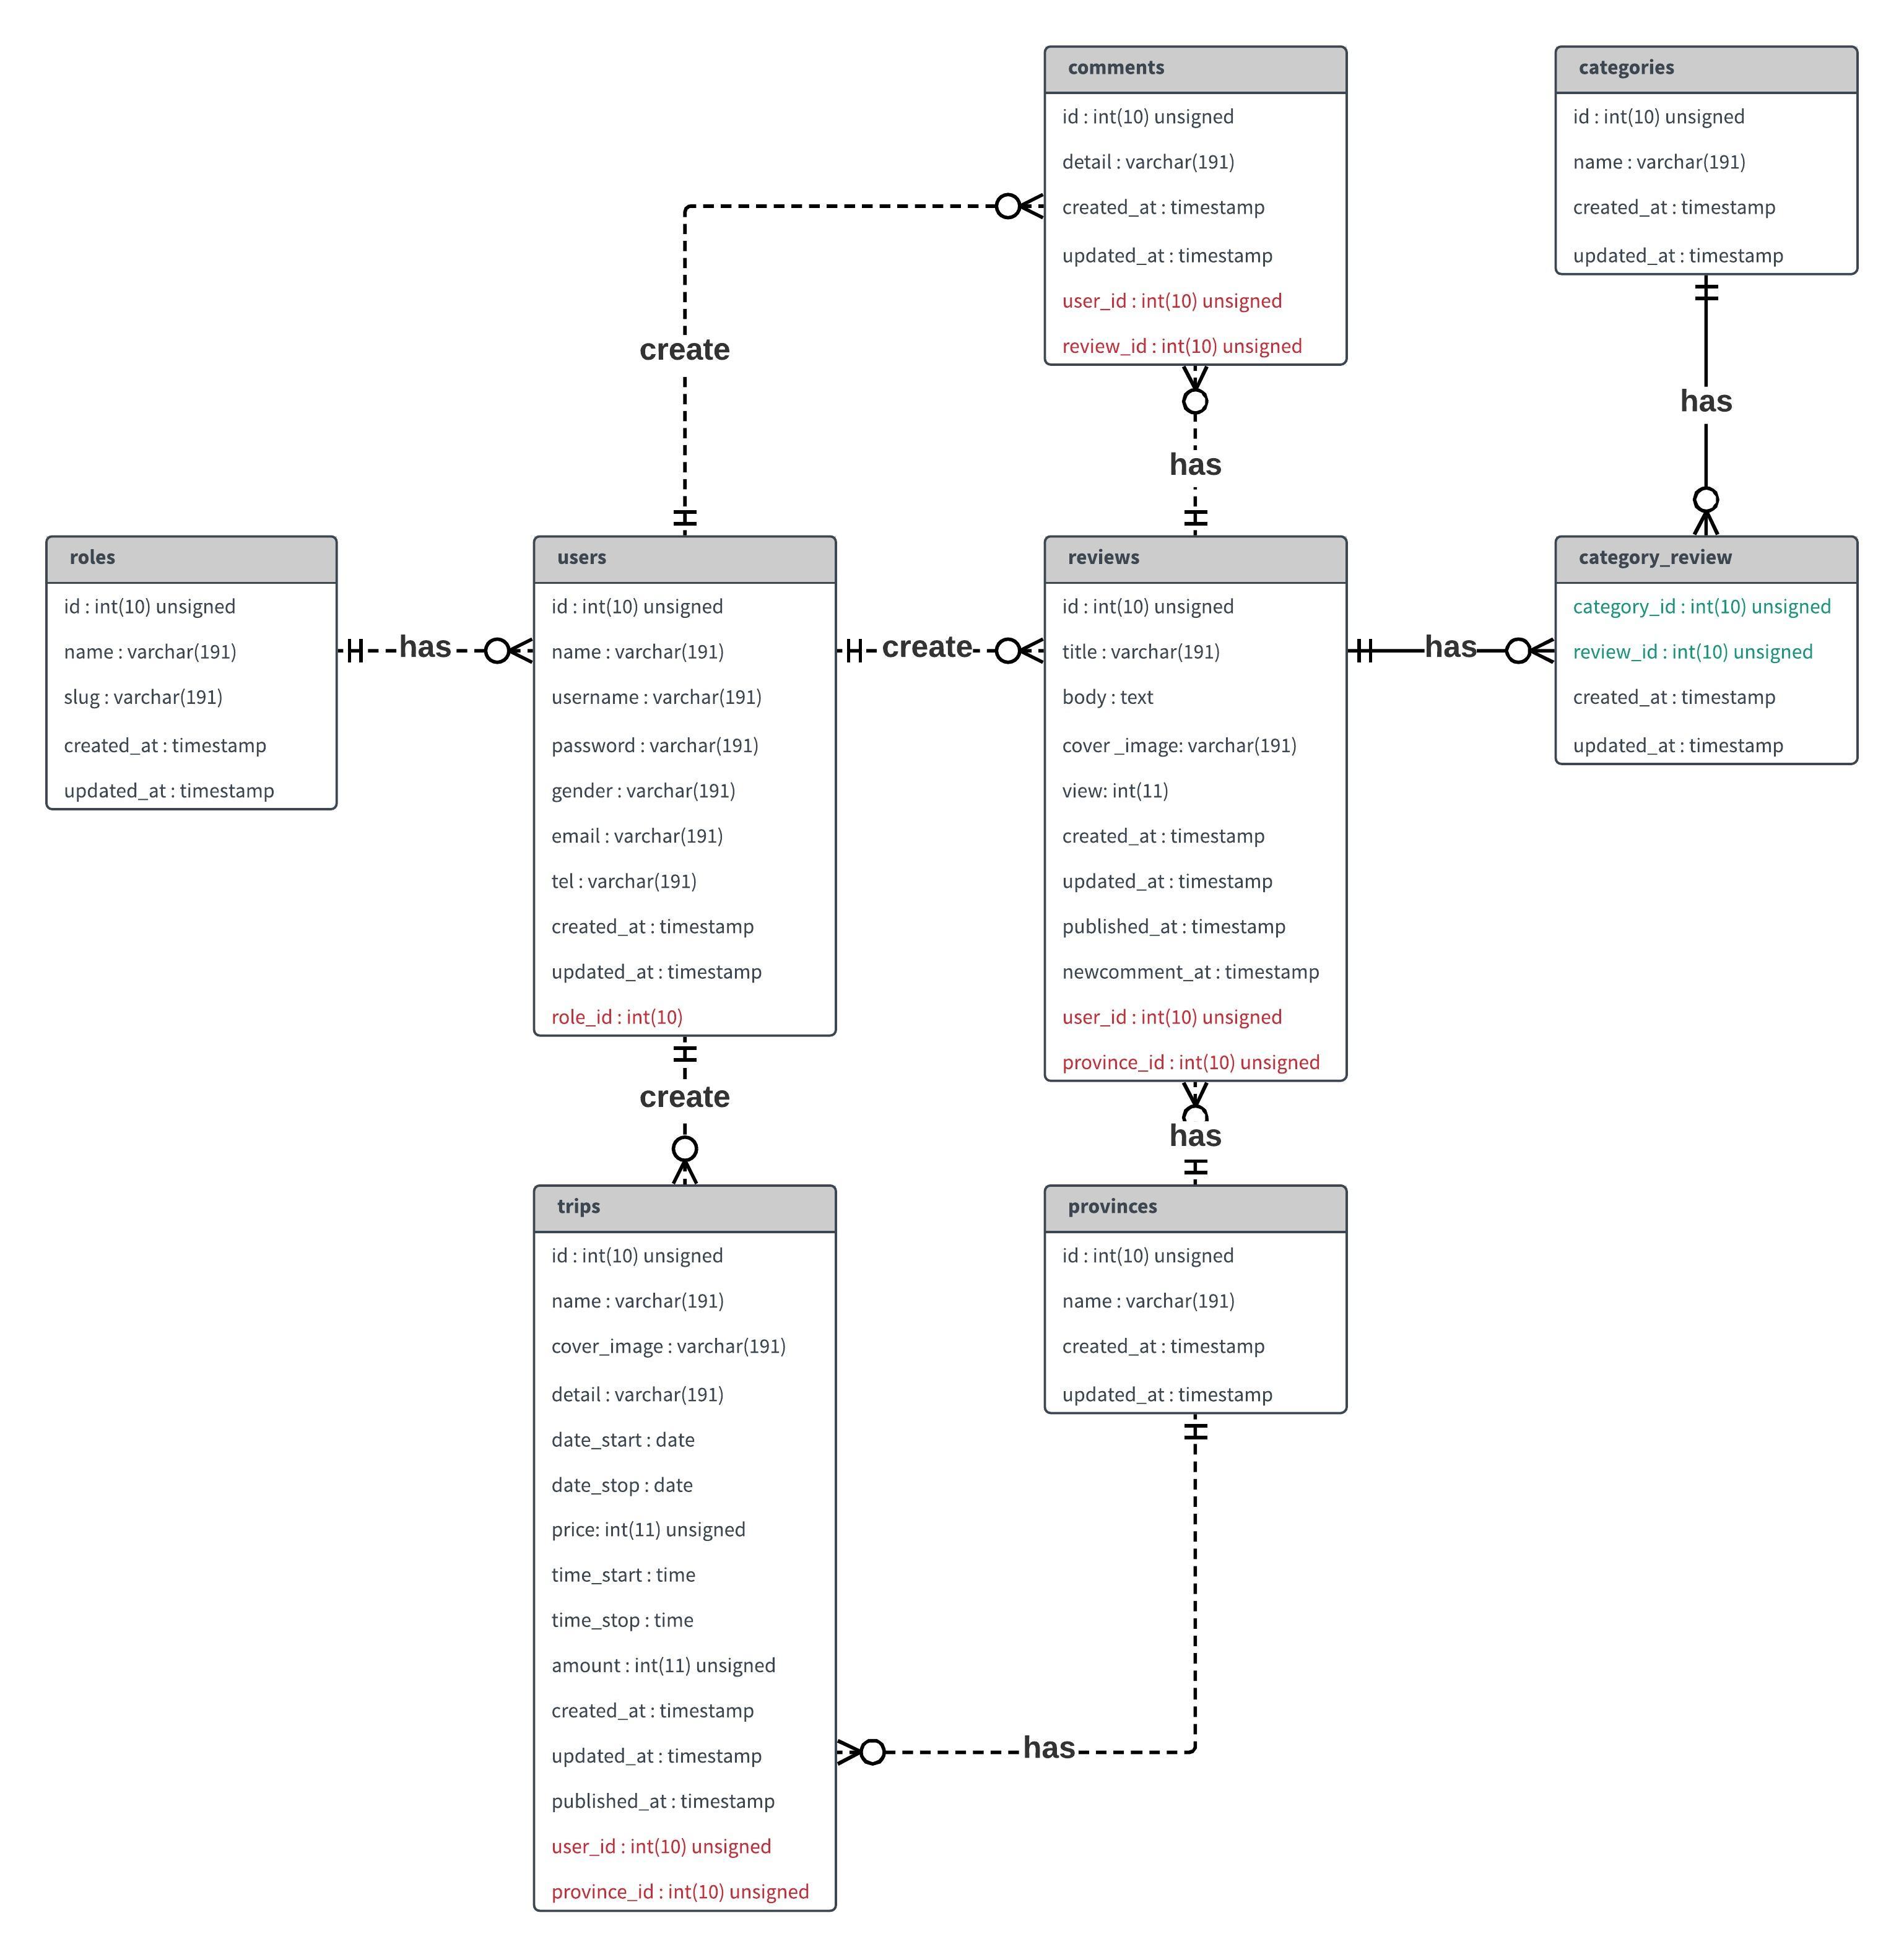 comments
id : int(10) unsigned
detail : varchar(191)
created_at : timestamp
updated_at : timestamp
user_id : int(10) unsigned
review_id : int(10) unsigned
categories
id : int(10) unsigned
name : varchar(191)
created_at : timestamp
updated_at : timestamp
create
has
has
roles
id : int(10) unsigned
name : varchar(191)
slug : varchar(191)
created_at : timestamp
updated_at : timestamp
has
users
id : int(10) unsigned
name : varchar(191)
username : varchar(191)
password : varchar(191)
gender : varchar(191)
email : varchar(191)
tel : varchar(191)
created_at : timestamp
updated_at : timestamp
role_id : int(10)
create
reviews
id : int(10) unsigned
title : varchar(191)
body : text
cover _image: varchar(191)
view: int(11)
created_at : timestamp
updated_at : timestamp
published_at : timestamp
newcomment_at : timestamp
user_id : int(10) unsigned
province_id : int(10) unsigned
has
category_review
category_id : int(10) unsigned
review_id : int(10) unsigned
created_at : timestamp
updated_at : timestamp
create
has
trips
id : int(10) unsigned
name : varchar(191)
cover_image : varchar(191)
detail : varchar(191)
date_start : date
date_stop : date
price: int(11) unsigned
time_start : time
time_stop : time
amount : int(11) unsigned
created_at : timestamp
updated_at : timestamp
published_at : timestamp
user_id : int(10) unsigned
province_id : int(10) unsigned
provinces
id : int(10) unsigned
name : varchar(191)
created_at : timestamp
updated_at : timestamp
has